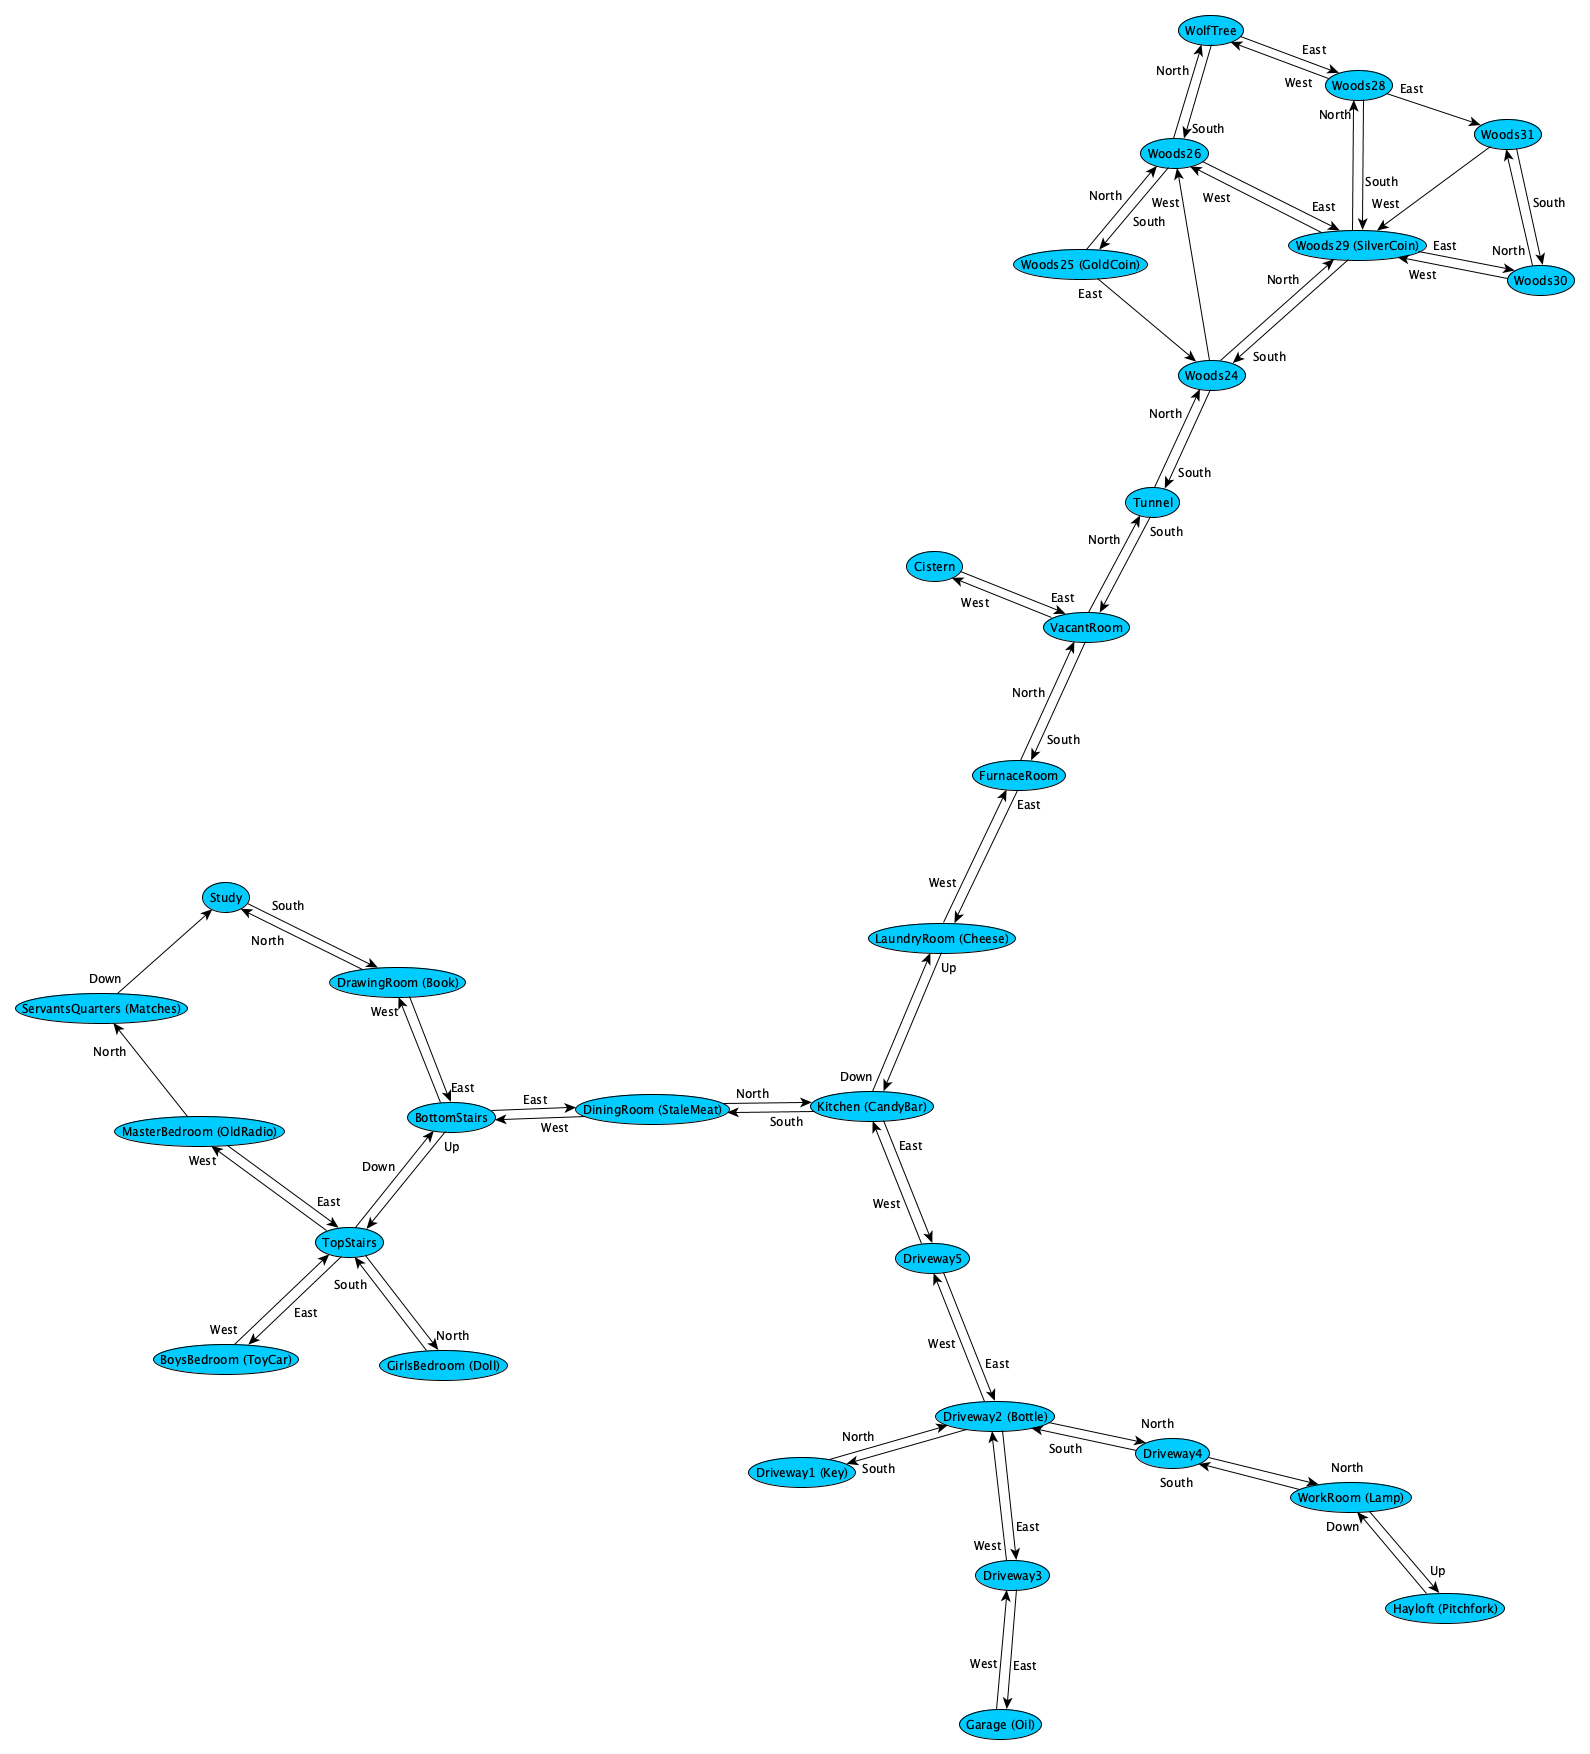 WolfTree
East
North
West
Woods28
East
North
South
Woods31
Woods26
North
West
South
West
East
South
West
South
Woods29 (SilverCoin)
East
North
Woods25 (GoldCoin)
West
Woods30
East
North
South
Woods24
North
South
Tunnel
North
South
Cistern
East
West
VacantRoom
North
South
FurnaceRoom
East
West
Study
South
North
LaundryRoom (Cheese)
Up
Down
DrawingRoom (Book)
ServantsQuarters (Matches)
West
North
Down
East
East
North
BottomStairs
DiningRoom (StaleMeat)
Kitchen (CandyBar)
West
South
MasterBedroom (OldRadio)
West
Up
East
Down
East
West
TopStairs
Driveway5
South
East
West
North
West
East
BoysBedroom (ToyCar)
GirlsBedroom (Doll)
Driveway2 (Bottle)
North
North
South
South
Driveway4
Driveway1 (Key)
North
South
WorkRoom (Lamp)
East
Down
West
Driveway3
Up
Hayloft (Pitchfork)
West
East
Garage (Oil)